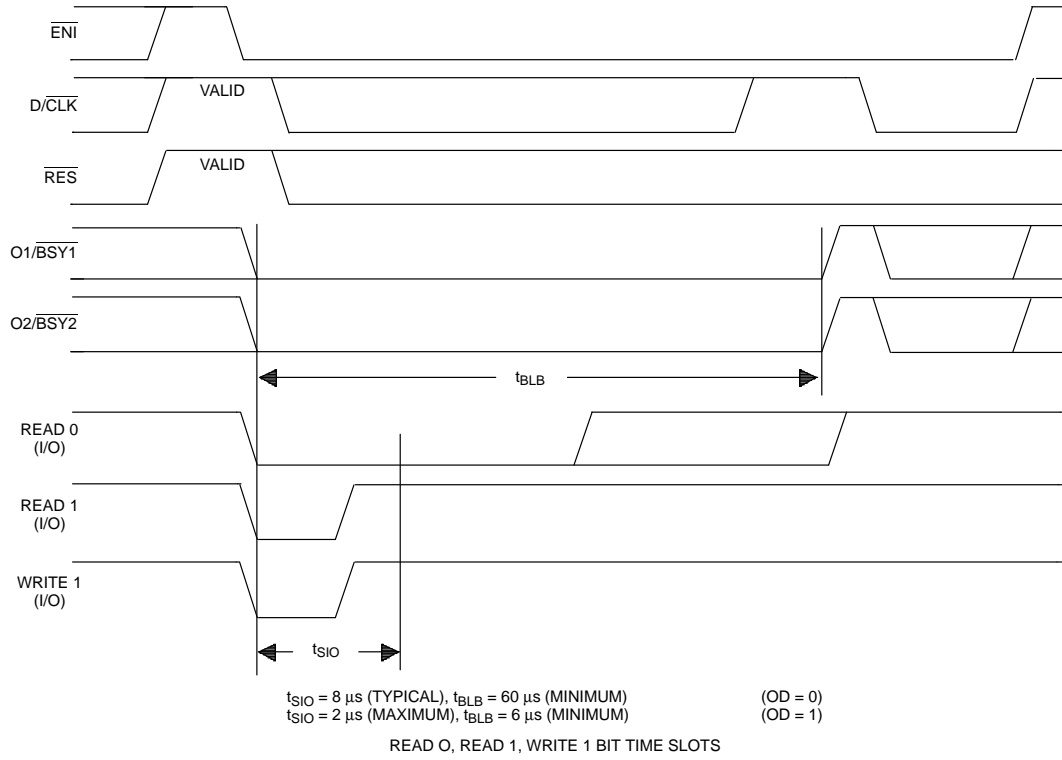 ENI
D/CLK
VALID
RES
VALID
O1/BSY1
O2/BSY2
tBLB
READ 0
(I/O)
READ 1
(I/O)
WRITE 1
(I/O)
tSIO
tSIO = 8 µs (TYPICAL), tBLB = 60 µs (MINIMUM) (OD = 0)
tSIO = 2 µs (MAXIMUM), tBLB = 6 µs (MINIMUM) (OD = 1)
READ O, READ 1, WRITE 1 BIT TIME SLOTS